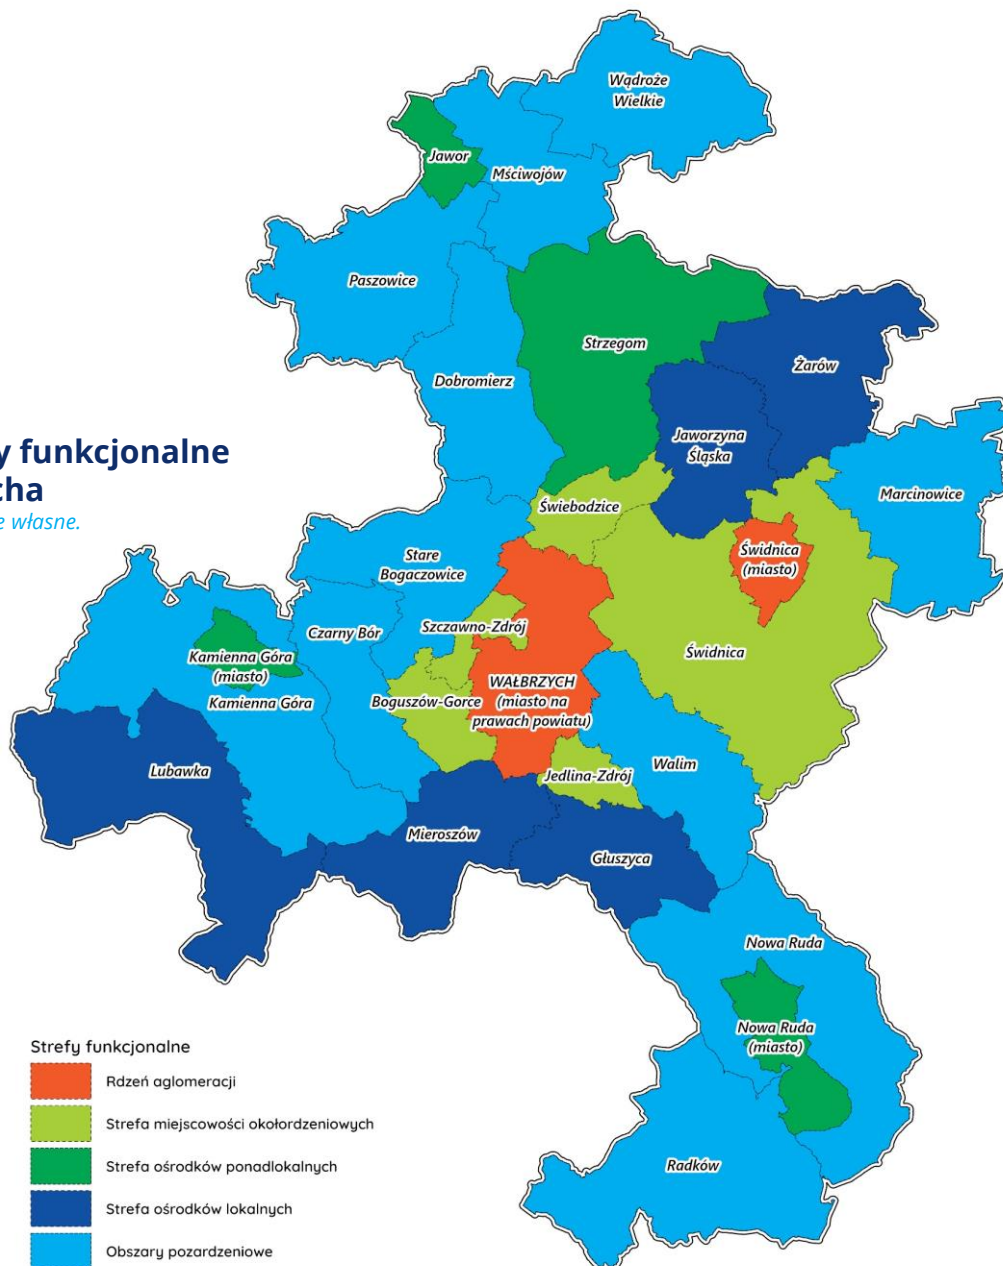 Wądroże
Wielkie
Jawor
Mściwojów
Paszowice
Strzegom
Żarów
Dobromierz
Jaworzyna
Śląska
y funkcjonalne
cha
e własne.
Marcinowice
Świebodzice
Stare
Bogaczowice
Świdnica
(miasto)
Szczawno-Zdrój
Czarny Bór
Kamienna Góra
(miasto)
Świdnica
WAŁBRZYCH
(miasto na
prawach powiatu)
Boguszów-Gorce
Kamienna Góra
Lubawka
Jedlina-Zdrój
Walim
Mieroszów
Głuszyca
Nowa Ruda
Nowa Ruda
(miasto)
Radków
Strefy funkcjonalne
Rdzeń aglomeracji
Strefa miejscowości okołordzeniowych
Strefa ośrodków ponadlokalnych
Strefa ośrodków lokalnych
Obszary pozardzeniowe